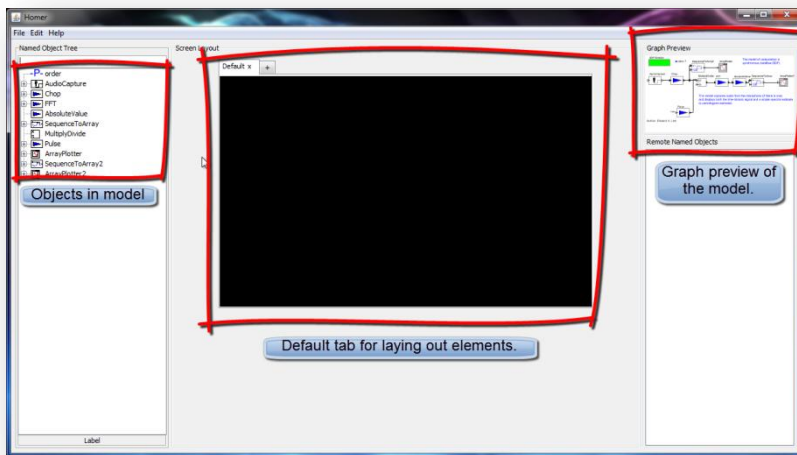 Homer
File Edit Help
Named Object Tree
P order
AudioCapture
Chop
FFT
AbsoluteValue
SequenceToArray
MultiplyDivide
Pulse
ArrayPlotter
SequenceToArray2
ArrayPlotter2
Objects in model
Label
Screen Layout
Default x +
Default tab for laying out elements.
Graph Preview
Remote Named Objects
Graph preview of
the model.